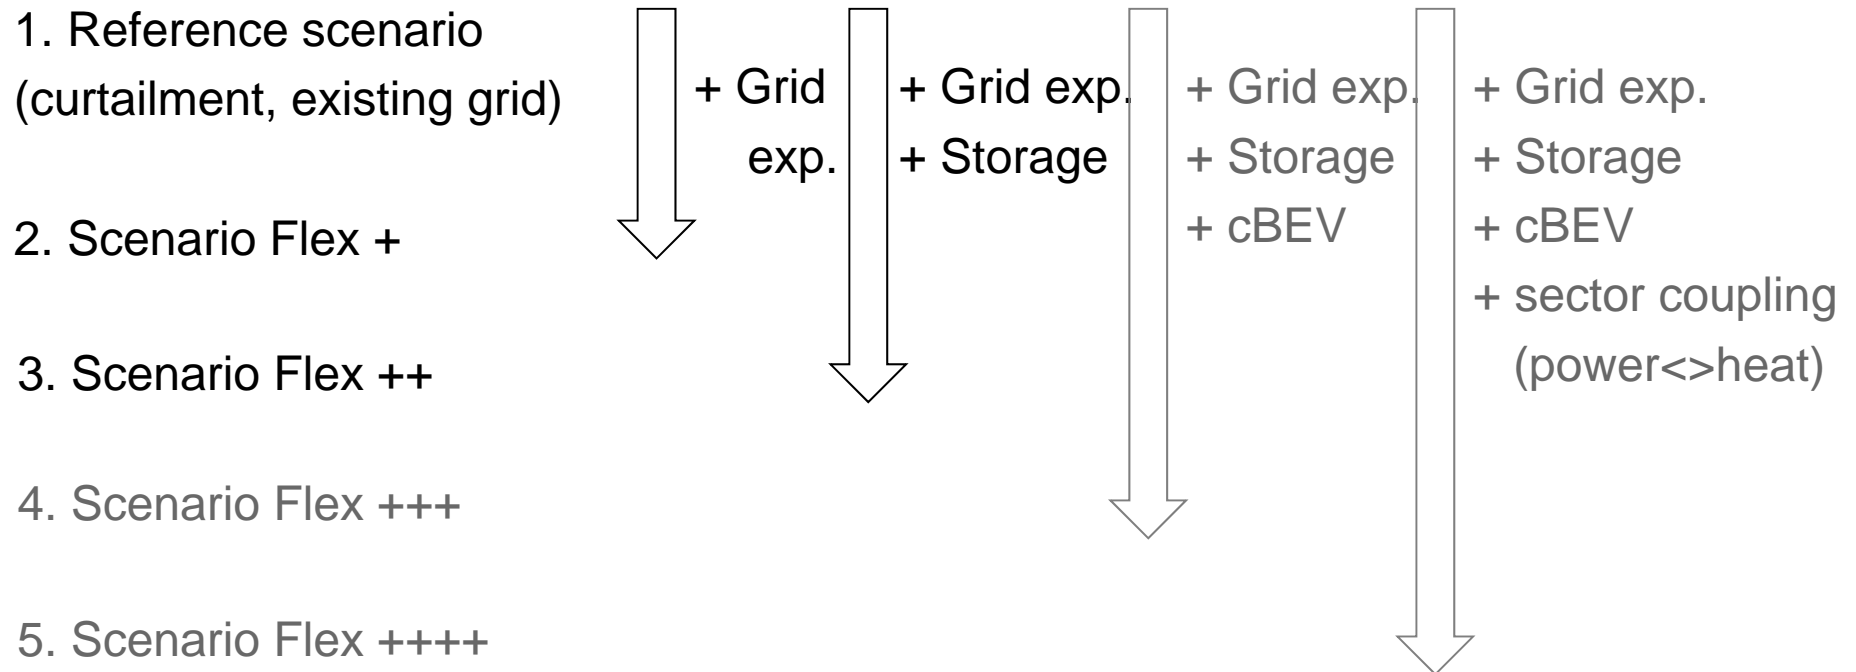 1. Reference scenario
(curtailment, existing grid)
2. Scenario Flex +
3. Scenario Flex ++
4. Scenario Flex +++
5. Scenario Flex ++++
+ Grid
exp.
+ Grid exp.
+ Storage
+ Grid exp.
+ Storage
+ cBEV
+ Grid exp.
+ Storage
+ cBEV
+ sector coupling
(power<>heat)